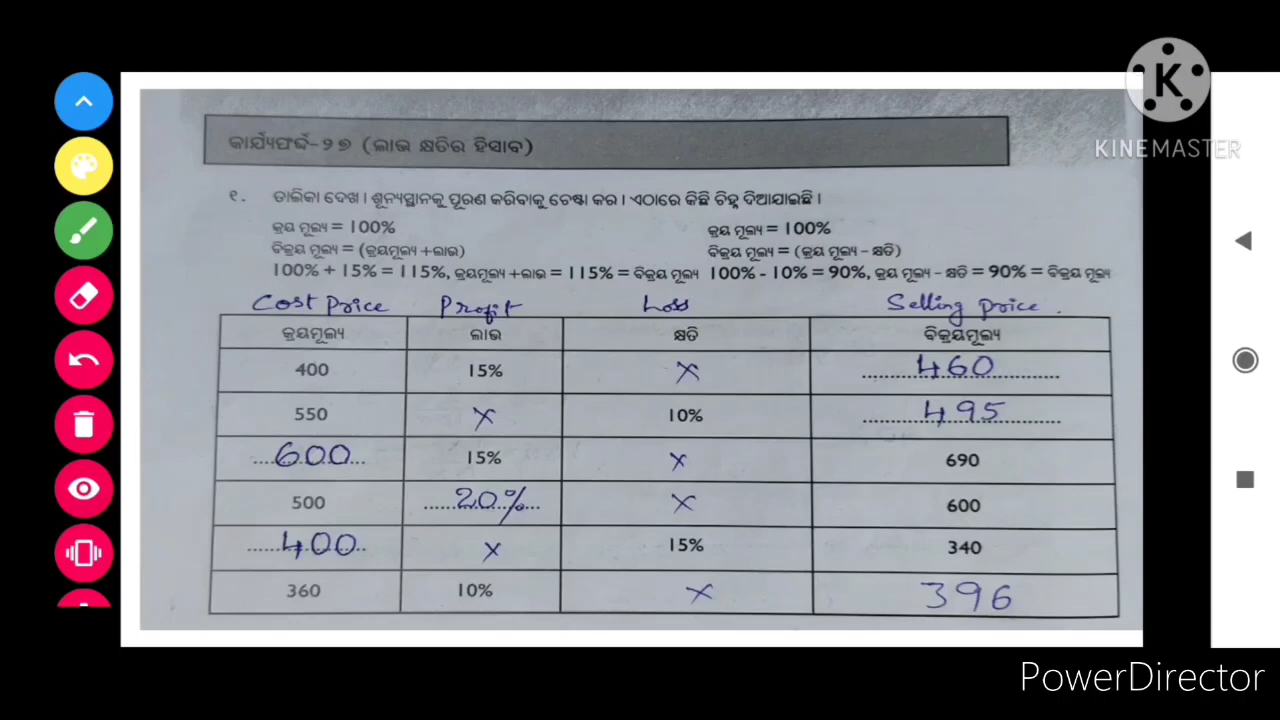 KINEMASTER
କାର୍ଯ୍ୟଫର୍ଦ୍ଦ-୨୭ (ଲାଭ କ୍ଷତିର ହିସାବ)
୧. ତାଲିକା ଦେଖ । ଶୂନ୍ୟସ୍ଥାନକୁ ପୂରଣ କରିବାକୁ ଚେଷ୍ଟା କର । ଏଠାରେ କିଛି ଚିହ୍ନ ଦିଆଯାଇଛି ।
କ୍ରୟ ମୂଲ୍ୟ = 100% କ୍ରୟ ମୂଲ୍ୟ = 100%
ବିକ୍ରୟ ମୂଲ୍ୟ = (କ୍ରୟମୂଲ୍ୟ +ଲାଭ) ବିକ୍ରୟ ମୂଲ୍ୟ = (କ୍ରୟ ମୂଲ୍ୟ - କ୍ଷତି)
100% + 15% = 115%, କ୍ରୟମୂଲ୍ୟ +ଲାଭ = 115% = ବିକ୍ରୟ ମୂଲ୍ୟ 100% - 10% = 90%, କ୍ରୟ ମୂଲ୍ୟ - କ୍ଷତି = 90% = ବିକ୍ରୟ ମୂଲ୍ୟ
Cost Price Profit Loss Selling price.
କ୍ରୟମୂଲ୍ୟ ଲାଭ କ୍ଷତି ବିକ୍ରୟମୂଲ୍ୟ
400 15% × 460
550 × 10% 495
600 15% × 690
500 20% × 600
400 × 15% 340
360 10% × 396
PowerDirector